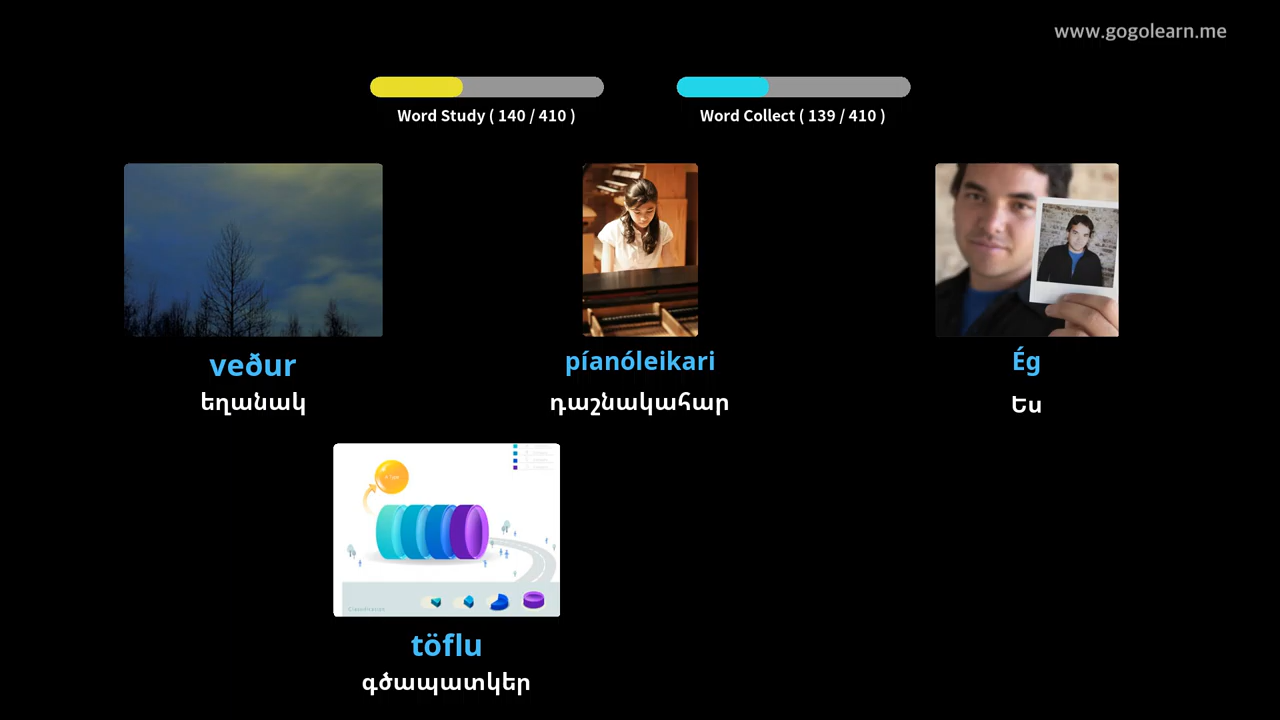 www.gogolearn.me
Word Study ( 140 / 410 )
Word Collect ( 139 / 410 )
veður
եղանակ
píanóleikari
դաշնակահար
Ég
Ես
töflu
գծապատկեր